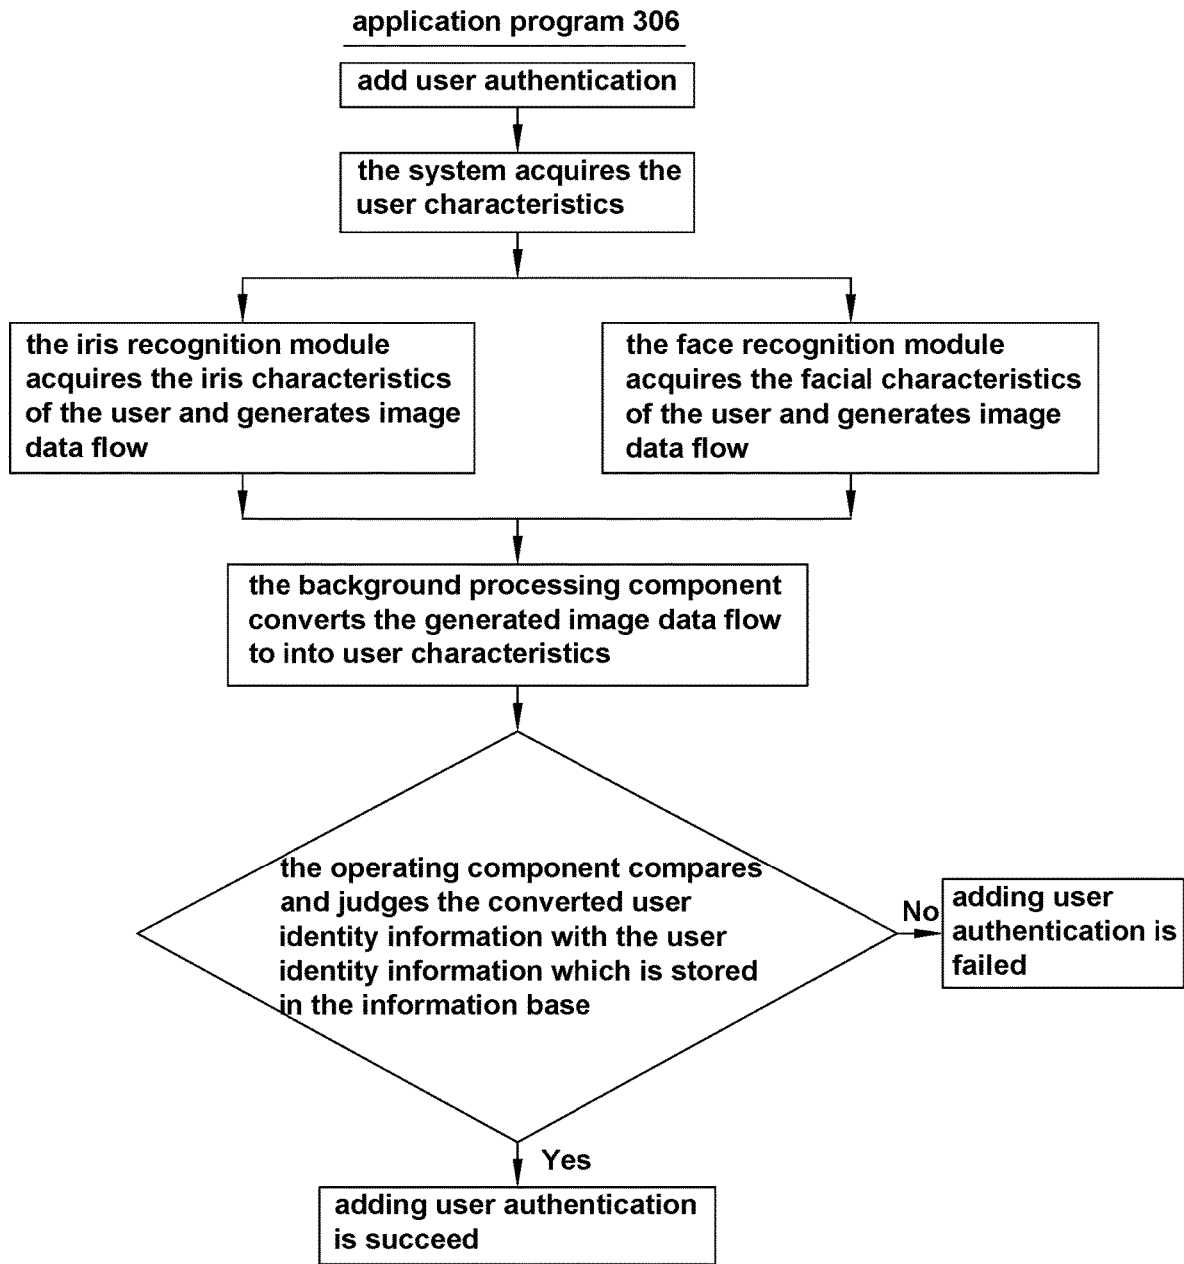 application program 306
add user authentication
the system acquires the
user characteristics
the iris recognition module
acquires the iris characteristics
of the user and generates image
data flow
the face recognition module
acquires the facial characteristics
of the user and generates image
data flow
the background processing component
converts the generated image data flow
to into user characteristics
the operating component compares
and judges the converted user
identity information with the user
identity information which is stored
in the information base
No
adding user
authentication is
failed
Yes
adding user authentication
is succeed